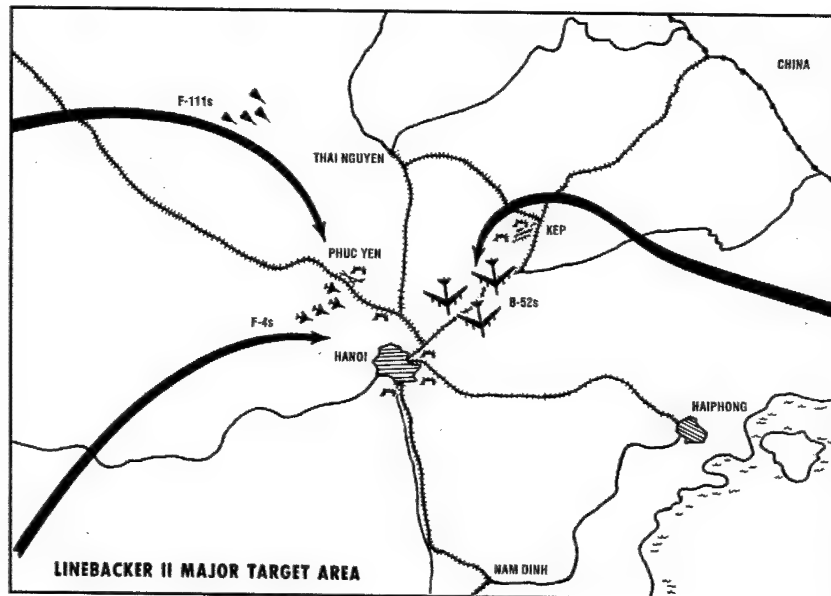 CHINA
F-111s
THAI NGUYEN
KEP
PHUC YEN
B-52s
F-4s
HANOI
HAIPHONG
NAM DINH
LINEBACKER II MAJOR TARGET AREA